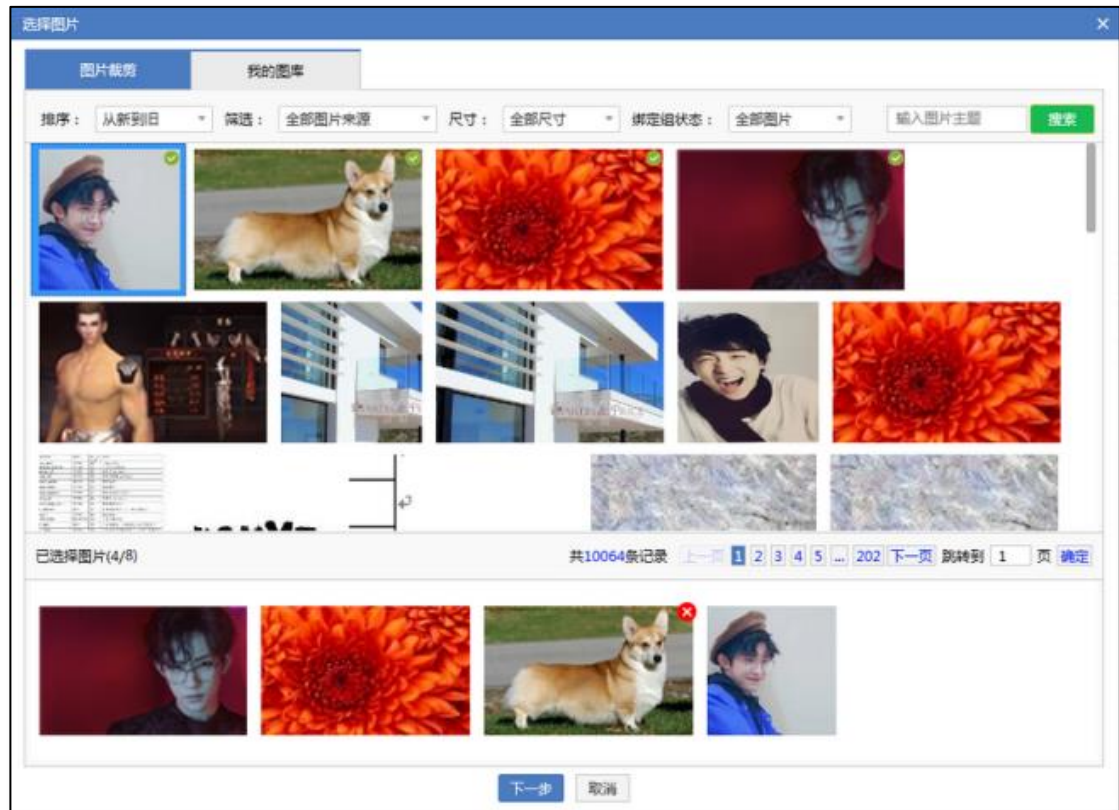 选择图片
图片裁剪 我的图库
排序： 从新到旧 筛选： 全部图片来源 尺寸： 全部尺寸 绑定组状态： 全部图片 输入图片主题 搜索
已选择图片(4/8) 共10064条记录 上一页 1 2 3 4 5 ... 202 下一页 跳转到 1 页 确定
下一步 取消